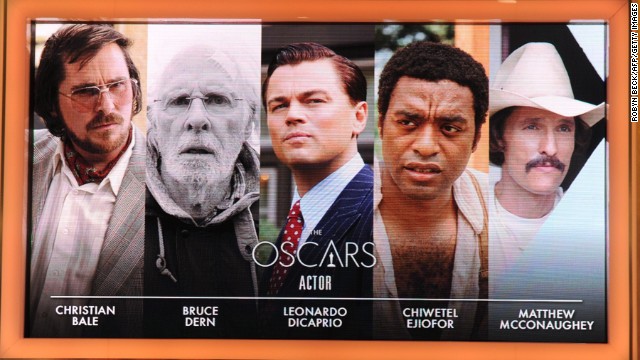 THE
OSCARS
ACTOR
CHRISTIAN
BALE
BRUCE
DERN
LEONARDO
DICAPRIO
CHIWETEL
EJIOFOR
MATTHEW
MCCONAUGHEY
ROBYN BECK/AFP/GETTY IMAGES